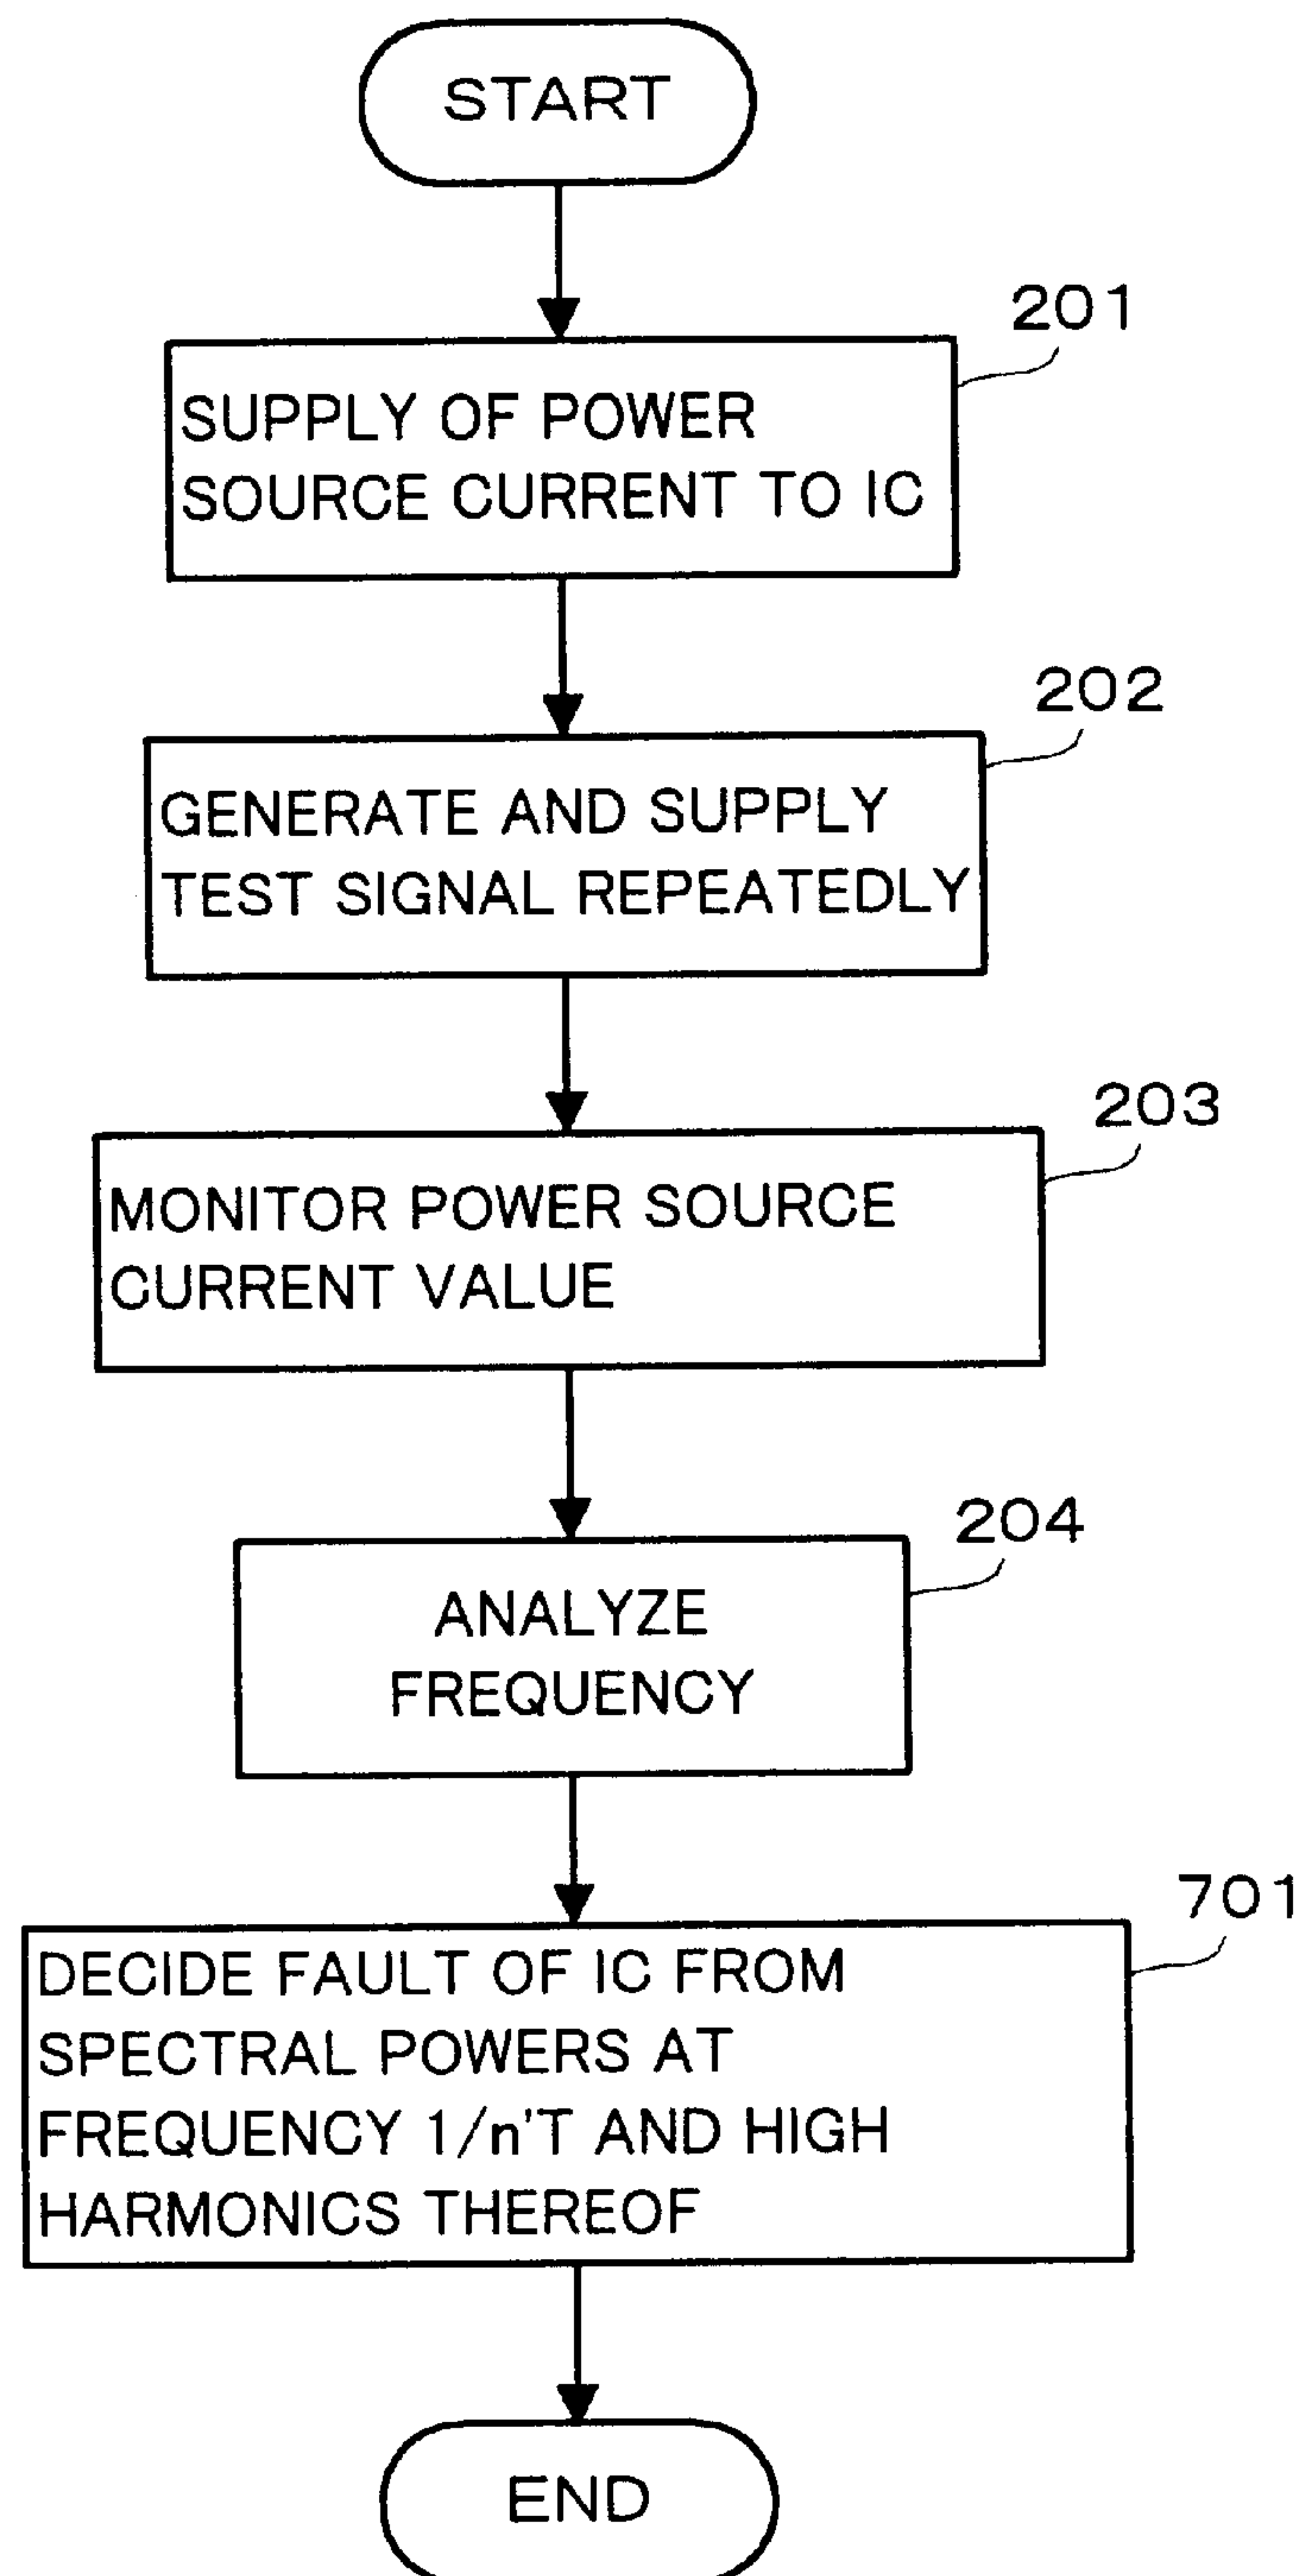 START
201
SUPPLY OF POWER
SOURCE CURRENT TO IC
202
GENERATE AND SUPPLY
TEST SIGNAL REPEATEDLY
203
MONITOR POWER SOURCE
CURRENT VALUE
204
ANALYZE
FREQUENCY
701
DECIDE FAULT OF IC FROM
SPECTRAL POWERS AT
FREQUENCY 1/n'T AND HIGH
HARMONICS THEREOF
END